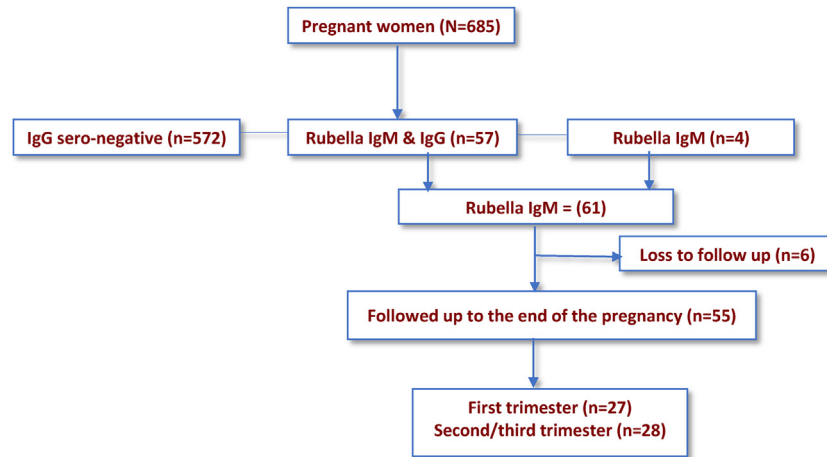 Pregnant women (N=685)
IgG sero-negative (n=572)
Rubella IgM & IgG (n=57)
Rubella IgM (n=4)
Rubella IgM = (61)
Loss to follow up (n=6)
Followed up to the end of the pregnancy (n=55)
First trimester (n=27)
Second/third trimester (n=28)